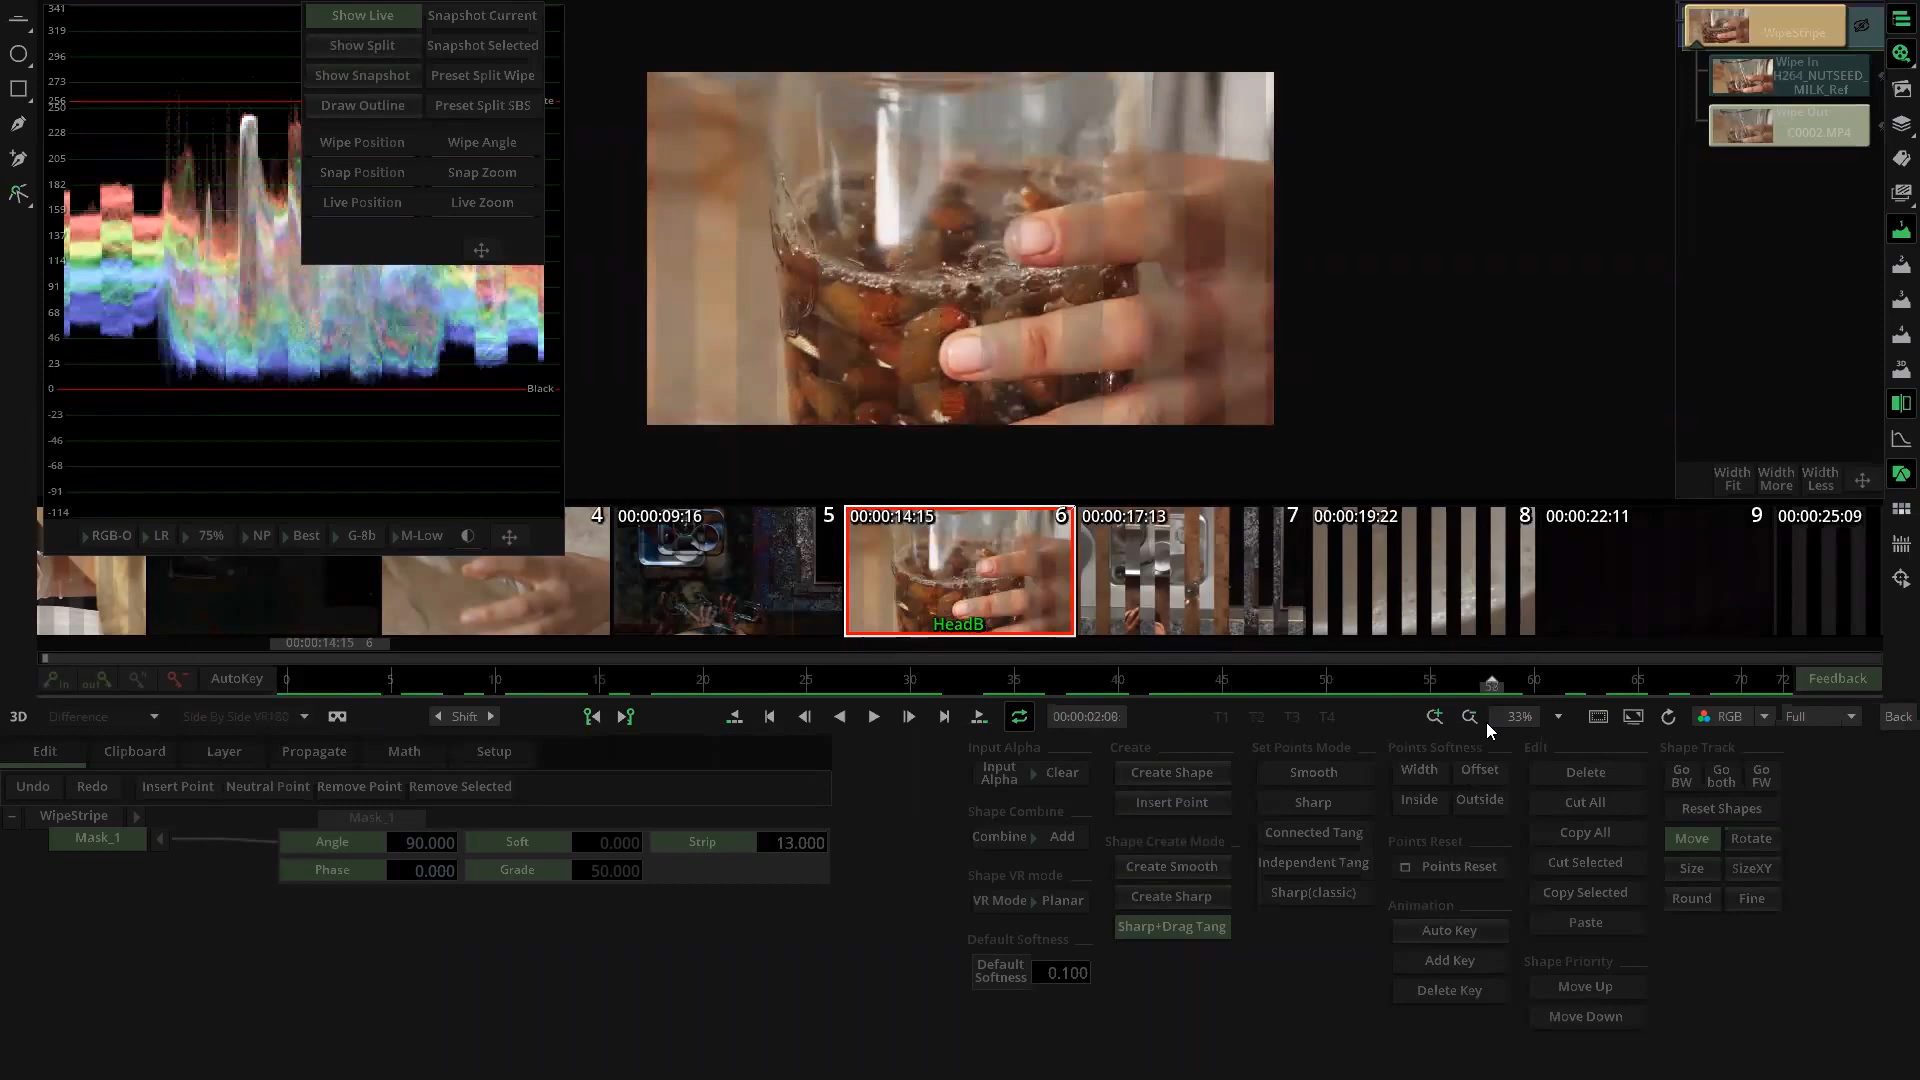 341
319
296
273
256
250
228
205
182
159
137
114
91
68
46
23
0
-23
-46
-68
-91
-114
Black
Show Live Snapshot Current
Show Split Snapshot Selected
Show Snapshot Preset Split Wipe
Draw Outline Preset Split SBS
Wipe Position Wipe Angle
Snap Position Snap Zoom
Live Position Live Zoom
RGB-O LR 75% NP Best G-8b M-Low
WipeStripe
Wipe In
H264_NUTSEED_
MILK_Ref
Wipe Out
C0002.MP4
Width Fit Width More Width Less
1
2
3
4
3D
4 00:00:09:16 5 00:00:14:15 6 00:00:17:13 7 00:00:19:22 8 00:00:22:11 9 00:00:25:09
HeadB
00:00:14:15 6
in out AutoKey 0 5 10 15 20 25 30 35 40 45 50 55 58 60 65 70 72 Feedback
3D Difference Side By Side VR180 Shift 00:00:02:08 T1 T2 T3 T4 33% RGB Full Back
Edit Clipboard Layer Propagate Math Setup
Undo Redo Insert Point Neutral Point Remove Point Remove Selected
WipeStripe Mask_1
Mask_1 Angle 90.000 Soft 0.000 Strip 13.000
Phase 0.000 Grade 50.000
Input Alpha
Input Alpha Clear
Shape Combine
Combine Add
Shape VR mode
VR Mode Planar
Default Softness
Default Softness 0.100
Create
Create Shape
Insert Point
Shape Create Mode
Create Smooth
Create Sharp
Sharp+Drag Tang
Set Points Mode
Smooth
Sharp
Connected Tang
Independent Tang
Sharp(classic)
Points Softness
Width Offset
Inside Outside
Points Reset
Points Reset
Animation
Auto Key
Add Key
Delete Key
Edit
Delete
Cut All
Copy All
Cut Selected
Copy Selected
Paste
Shape Priority
Move Up
Move Down
Shape Track
Go BW Go both Go FW
Reset Shapes
Move Rotate
Size SizeXY
Round Fine